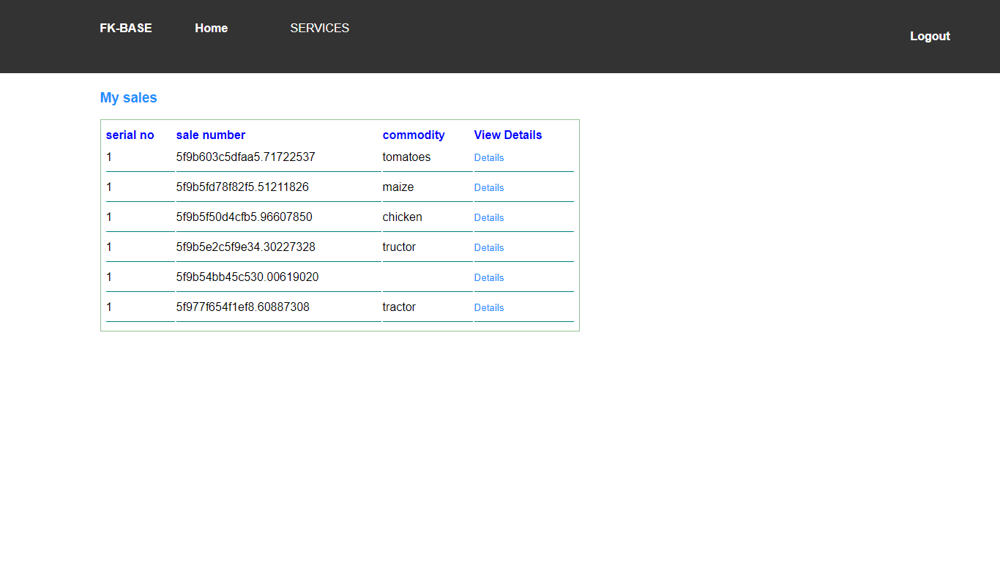 FK-BASE Home SERVICES Logout
My sales
serial no sale number commodity View Details
1 5f9b603c5dfaa5.71722537 tomatoes Details
1 5f9b5fd78f82f5.51211826 maize Details
1 5f9b5f50d4cfb5.96607850 chicken Details
1 5f9b5e2c5f9e34.30227328 tructor Details
1 5f9b54bb45c530.00619020 Details
1 5f977f654f1ef8.60887308 tractor Details